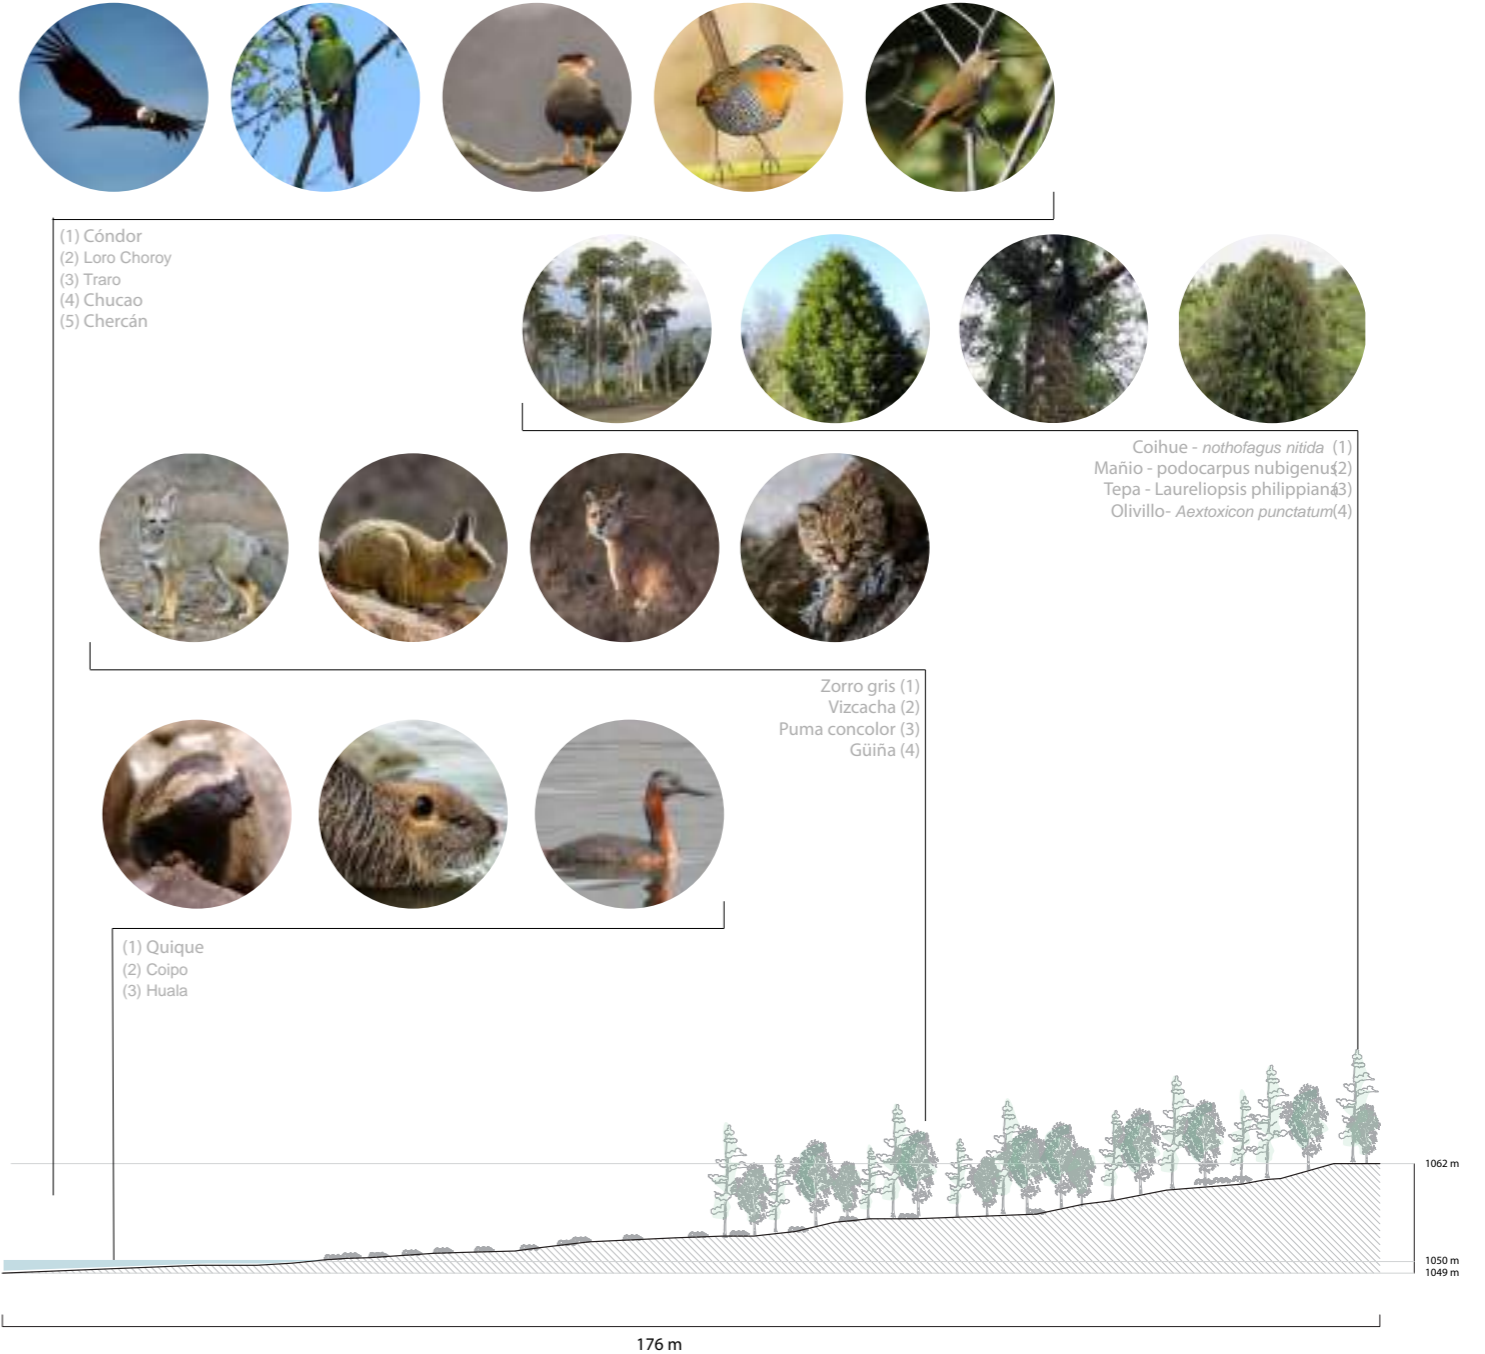 (1) Cóndor
(2) Loro Choroy
(3) Traro
(4) Chucao
(5) Chercán
Coihue - nothofagus nitida (1)
Mañio - podocarpus nubigenus(2)
Tepa - Laureliopsis philippiana(3)
Olivillo- Aextoxicon punctatum(4)
Zorro gris (1)
Vizcacha (2)
Puma concolor (3)
Güiña (4)
(1) Quique
(2) Coipo
(3) Huala
1062 m
1050 m
1049 m
176 m